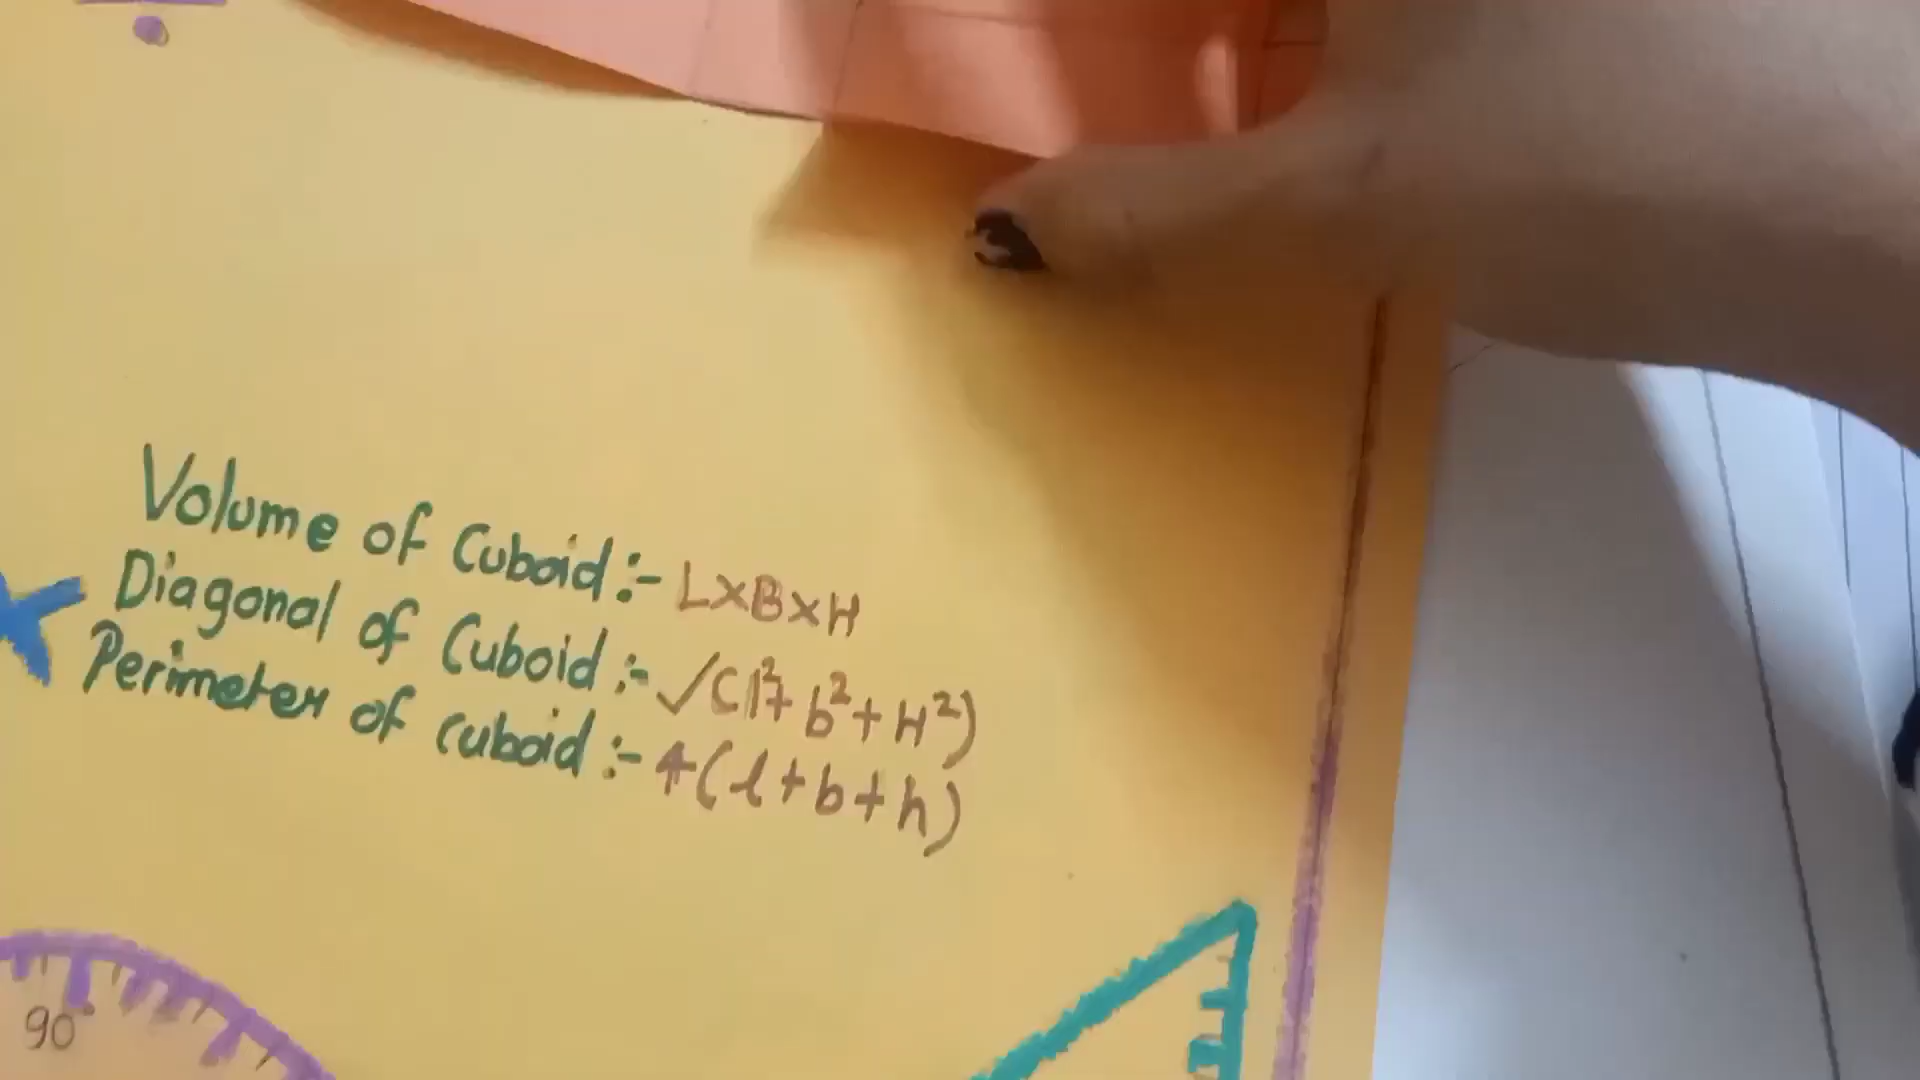 Volume of Cuboid:- L×B×H
Diagonal of Cuboid:- √(l²+b²+H²)
Perimeter of cuboid:- 4(l+b+h)
90°